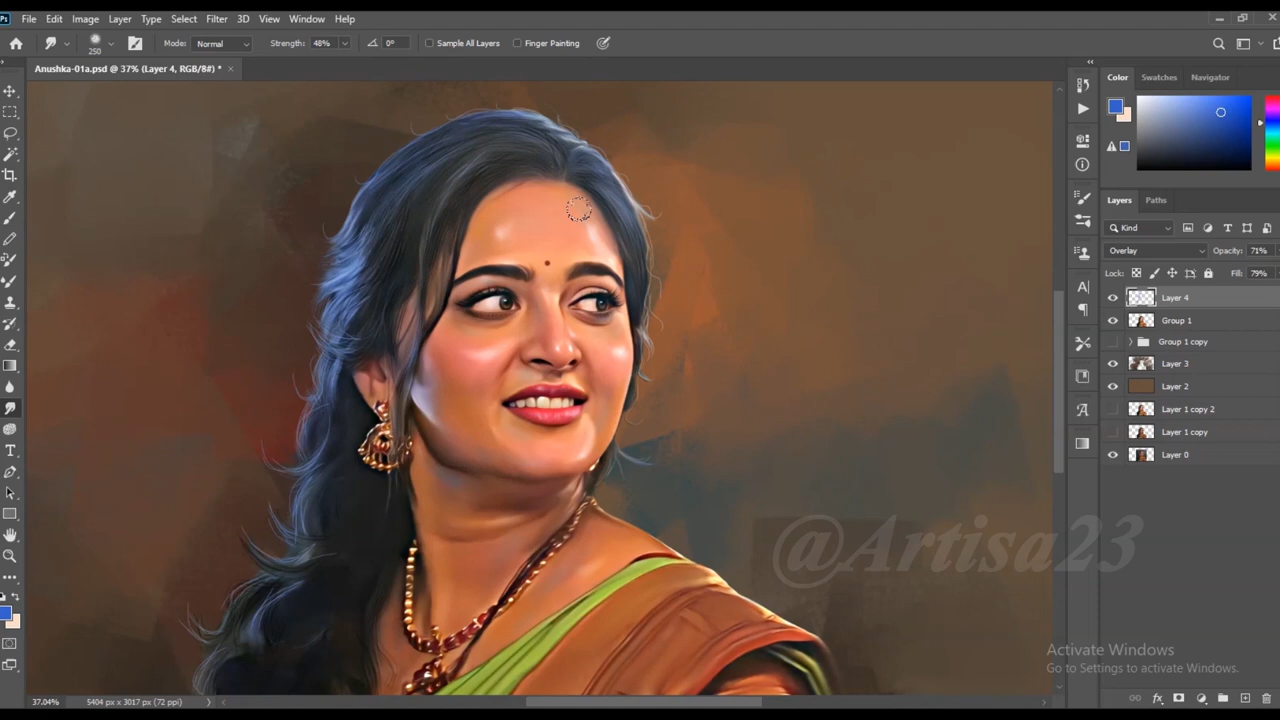 Ps File Edit Image Layer Type Select Filter 3D View Window Help
250 Mode: Normal Strength: 48% 0° Sample All Layers Finger Painting
Anushka-01a.psd @ 37% (Layer 4, RGB/8#) * ×
Color Swatches Navigator
Layers Paths
Kind
Overlay Opacity: 71%
Lock: Fill: 79%
Layer 4
Group 1
Group 1 copy
Layer 3
Layer 2
Layer 1 copy 2
Layer 1 copy
Layer 0
@Artisa23
Activate Windows
Go to Settings to activate Windows.
37.04% 5404 px x 3017 px (72 ppi)